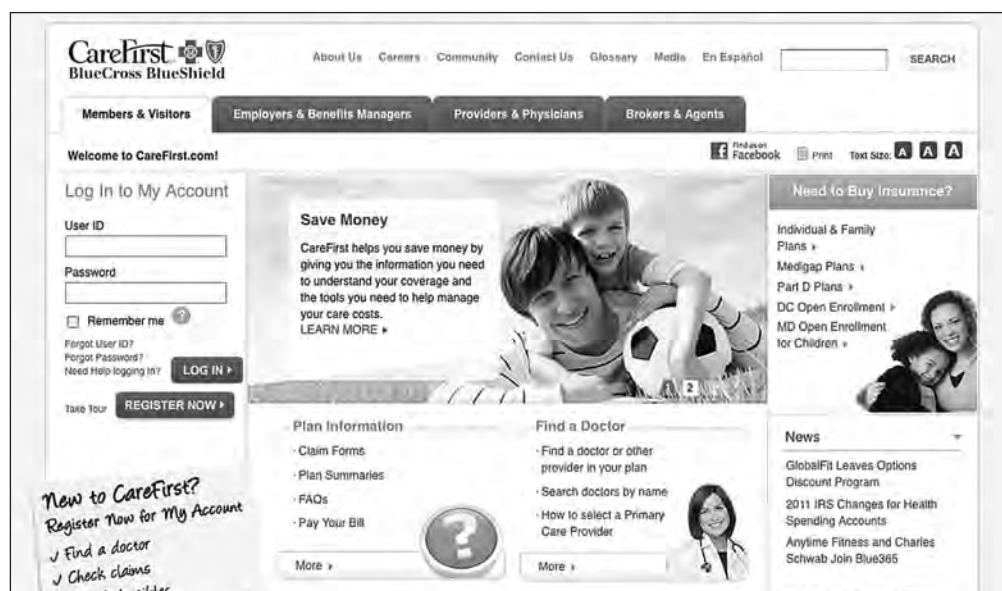 CareFirst
BlueCross BlueShield
About Us Careers Community Contact Us Glossary Media En Español
SEARCH
Members & Visitors Employers & Benefits Managers Providers & Physicians Brokers & Agents
Welcome to CareFirst.com!
Find us on
Facebook Print Text Size: A A A
Log In to My Account
User ID
Password
Remember me ?
Forgot User ID?
Forgot Password?
Need Help logging in?
LOG IN
Take Tour REGISTER NOW
New to CareFirst?
Register Now for My Account
✓ Find a doctor
✓ Check claims
Save Money
CareFirst helps you save money by
giving you the information you need
to understand your coverage and
the tools you need to help manage
your care costs.
LEARN MORE
1 2
Plan Information
· Claim Forms
· Plan Summaries
· FAQs
· Pay Your Bill
?
More
Find a Doctor
· Find a doctor or other
provider in your plan
· Search doctors by name
· How to select a Primary
Care Provider
More
Need to Buy Insurance?
Individual & Family
Plans
Medigap Plans
Part D Plans
DC Open Enrollment
MD Open Enrollment
for Children
News
GlobalFit Leaves Options
Discount Program
2011 IRS Changes for Health
Spending Accounts
Anytime Fitness and Charles
Schwab Join Blue365